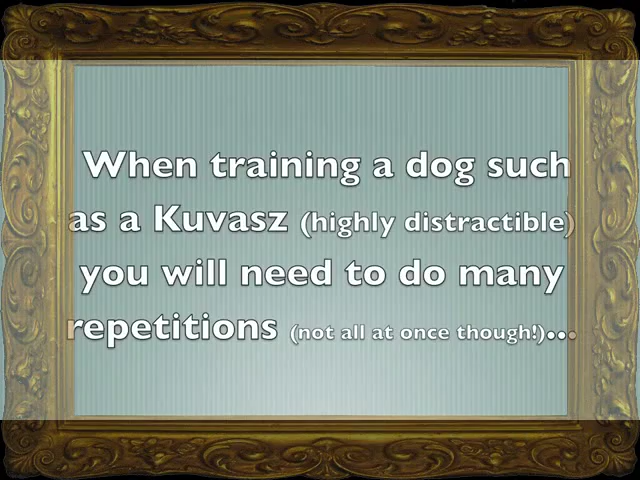 When training a dog such
as a Kuvasz (highly distractible)
you will need to do many
repetitions (not all at once though!)...